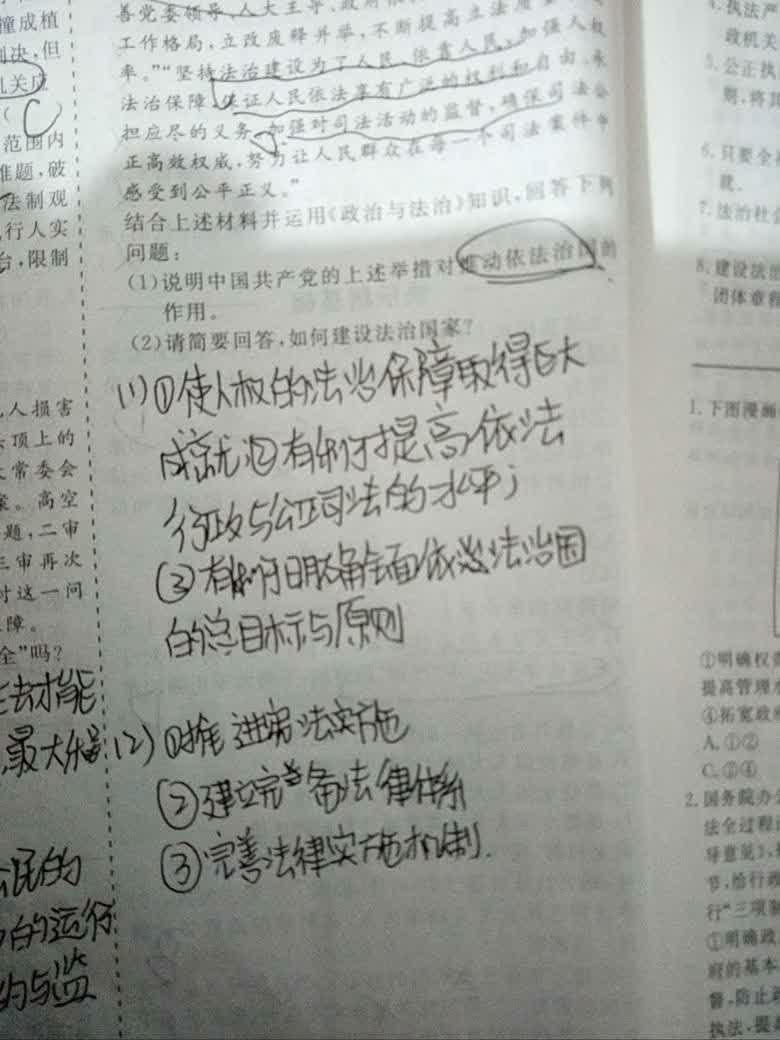 善党委领导、人大主导、政府
工作格局,立改废释并举,不断提高立法质
率。”“坚持法治建设为了人民、依靠人民,加强人权
法治保障,保证人民依法享有广泛的权利和自由、承
担应尽的义务。加强对司法活动的监督,确保司法公
正高效权威,努力让人民群众在每一个司法案件中
感受到公平正义。”
结合上述材料并运用《政治与法治》知识,回答下列
问题:
(1)说明中国共产党的上述举措对推动依法治国的
作用。
(2)请简要回答,如何建设法治国家?
(1)①使人权的法治保障取得巨大
成就;②有利于提高依法
行政与公正司法的水平;
③有利于明确全面依法治国
的总目标与原则
(2)①推进宪法实施
②建立完备法律体系
③完善法律实施机制.
撞成植
判决,但
机关应
(C)
范围内
难题,破
法制观
行人实
台,限制
人损害
头顶上的
大常委会
案。高空
题,二审
三审再次
对这一问
障。
全”吗?
法才能
最大
公民的
的运行
约与监
4.执法严
政机关
5.公正执
则,将
6.只要全
就
7.法治社
8.建设法治
团体章程
1.下图漫画
①明确权责
提高管理水
④拓宽政府
A.①②
C.②④
2.国务院办公
法全过程
导意见》,
节,给行政
行“三项制
①明确政
府的基本
督,防止
执法,提